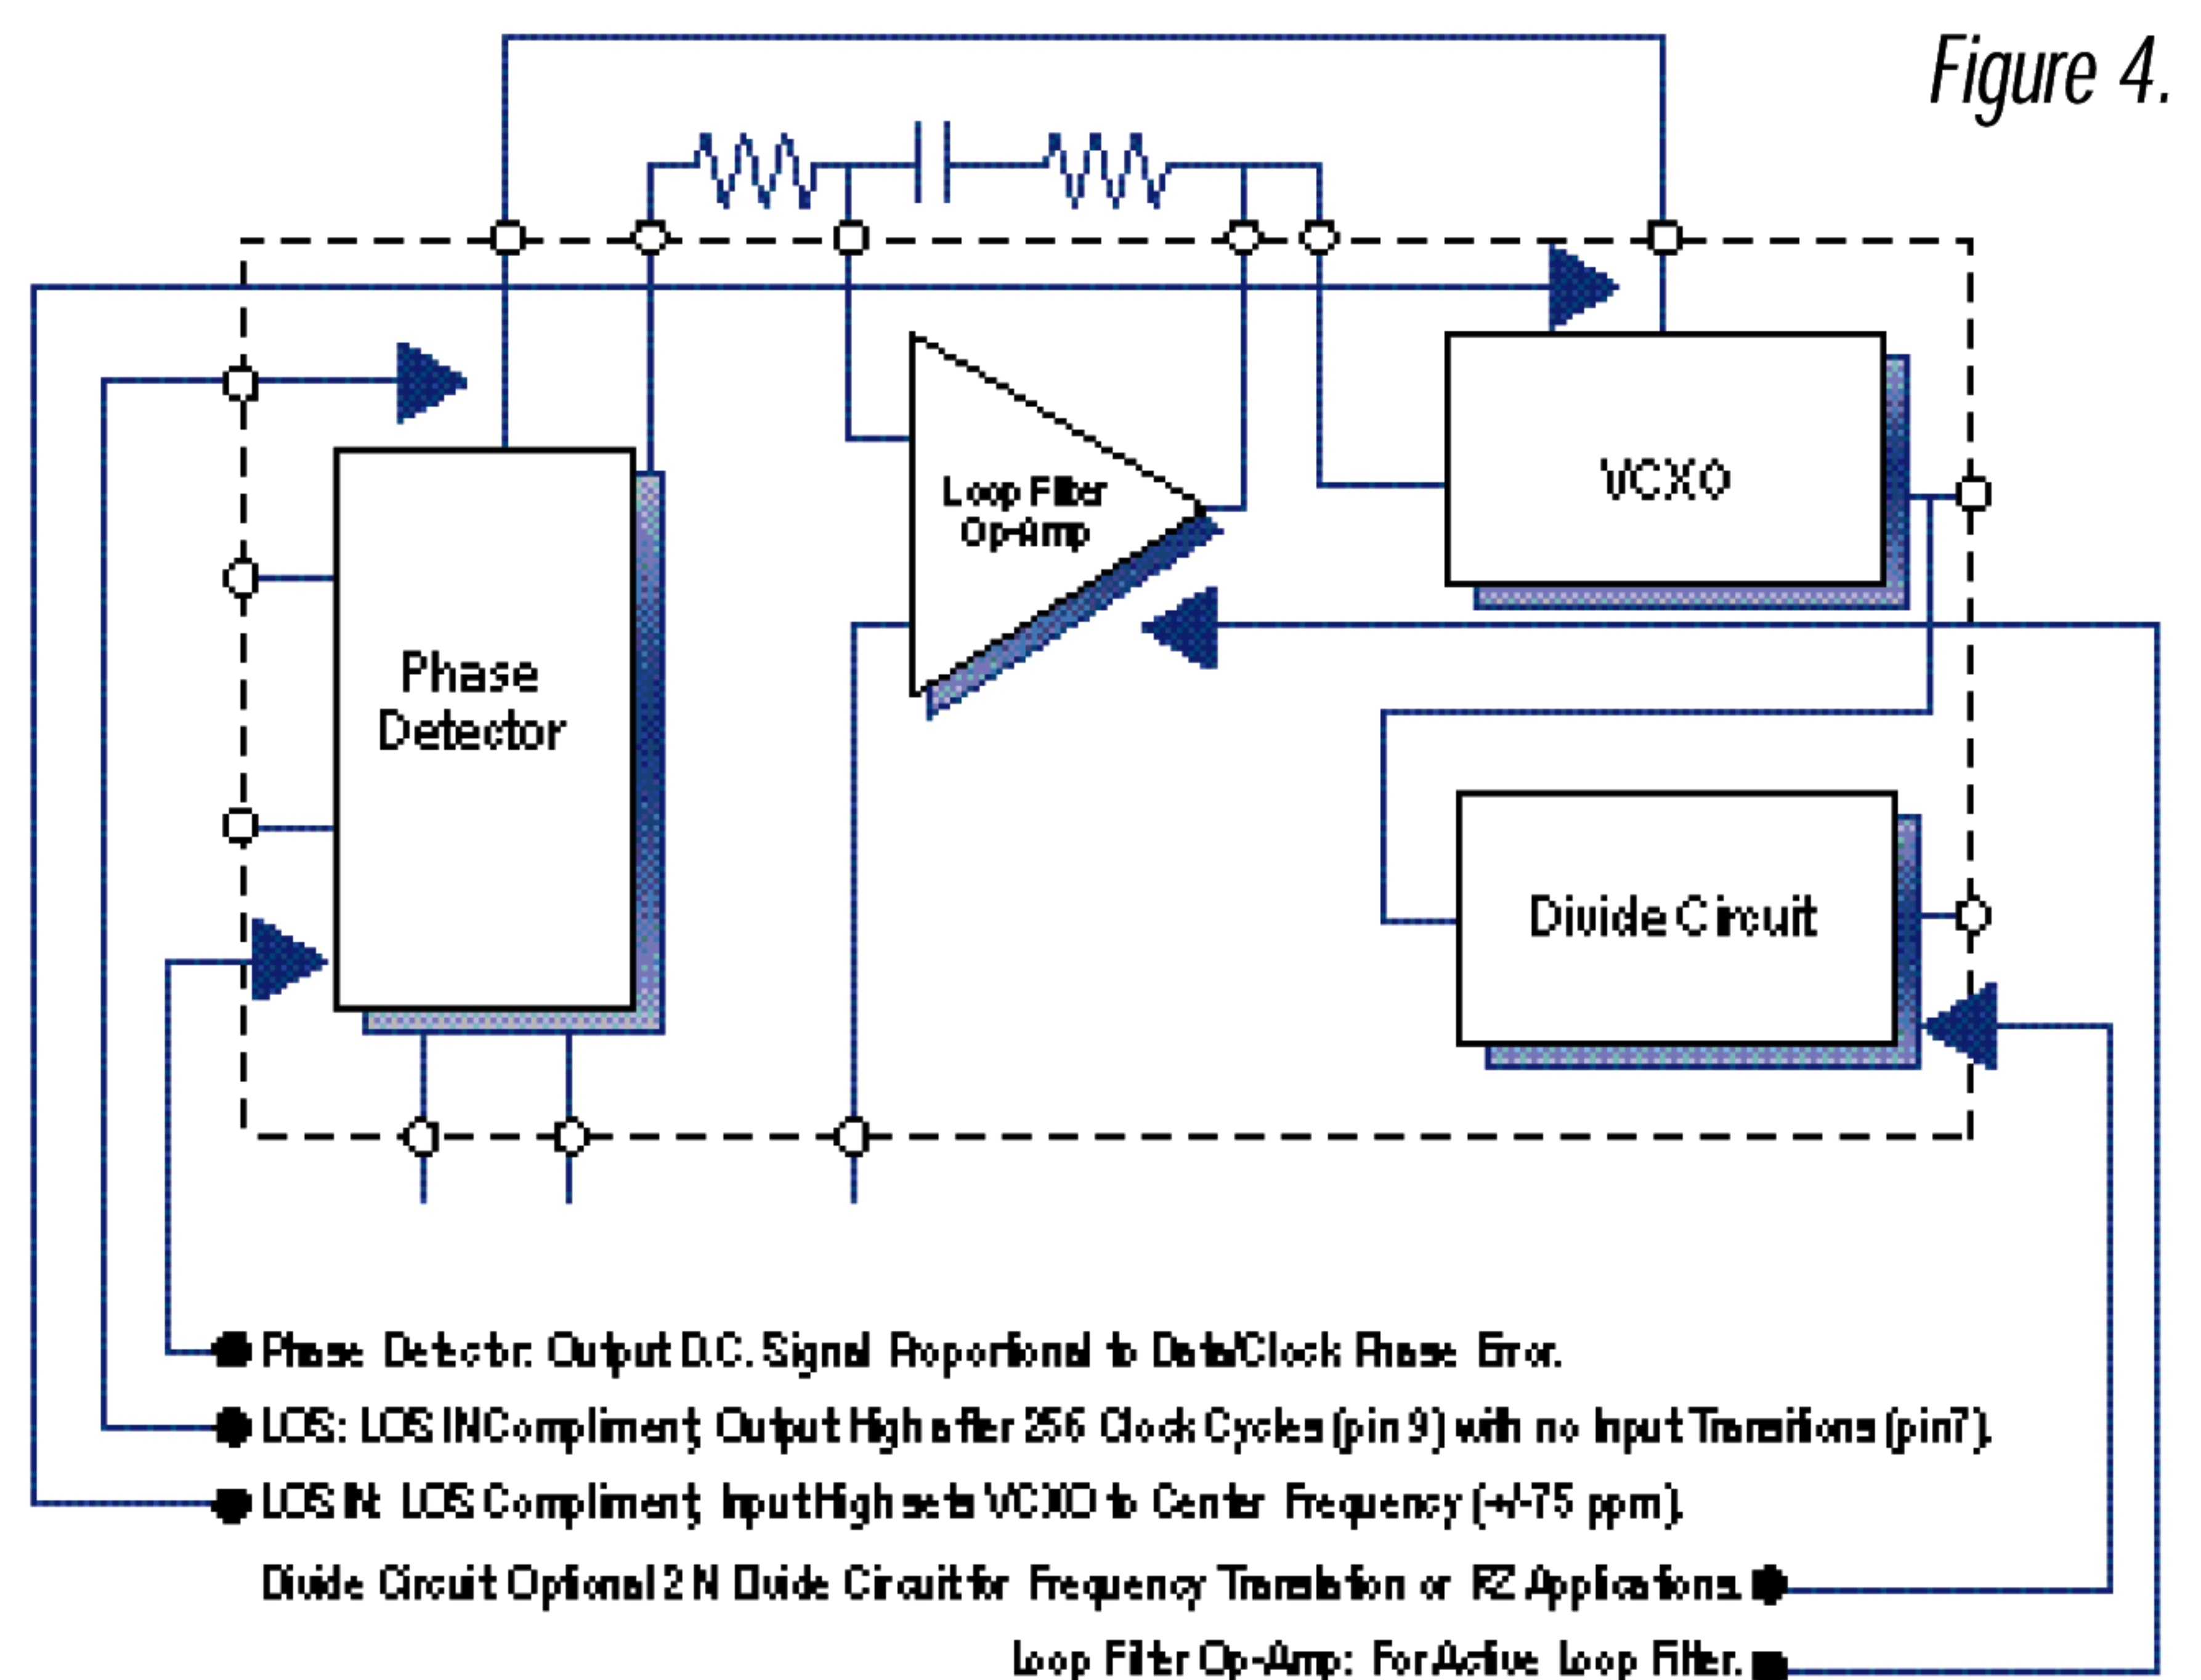 Figure 4.
Loop Filter
Op-Amp
VCXO
Phase
Detector
Divide Circuit
Phase Detector: Output D.C. Signal Proportional to Data/Clock Phase Error.
LOS: LOS IN Compliment, Output High after 256 Clock Cycles (pin 9) with no Input Transitions (pin7).
LOS IN: LOS Compliment, Input High sets VCXO to Center Frequency (+/-75 ppm).
Divide Circuit Optional 2 N Divide Circuit for Frequency Translation or RZ Applications.
Loop Filter Op-Amp: For Active Loop Filter.